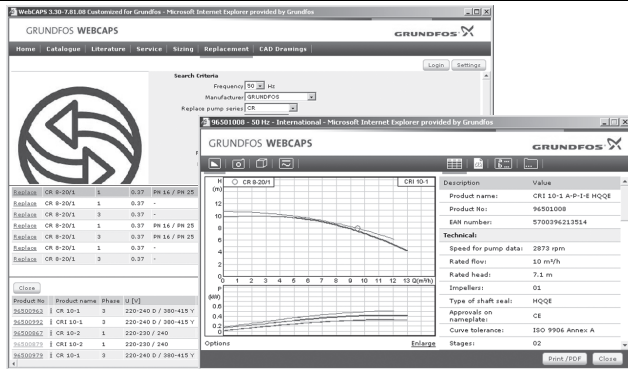 WebCAPS 3.30-7.81.08 Customized for Grundfos - Microsoft Internet Explorer provided by Grundfos
GRUNDFOS WEBCAPS
GRUNDFOS
Home Catalogue Literature Service Sizing Replacement CAD Drawings
Login Settings
Search Criteria
Frequency 50 Hz
Manufacturer GRUNDFOS
Replace pump series CR
Replace CR 8-20/1 1 0.37 PN 16 / PN 25
Replace CR 8-20/1 1 0.37 -
Replace CR 8-20/1 3 0.37 -
Replace CR 8-20/1 1 0.37 PN 16 / PN 25
Replace CR 8-20/1 3 0.37 PN 16 / PN 25
Replace CR 8-20/1 1 0.37 -
Replace CR 8-20/1 3 0.37 -
Close
Product No Product name Phase U [V]
96500963 CR 10-1 3 220-240 D / 380-415 Y
96500992 CRI 10-1 3 220-240 D / 380-415 Y
96500867 CR 10-2 1 220-230 / 240
96500879 CRI 10-2 1 220-230 / 240
96500979 CR 10-1 3 220-240 D / 380-415 Y
96501008 - 50 Hz - International - Microsoft Internet Explorer provided by Grundfos
GRUNDFOS WEBCAPS
GRUNDFOS
H (m)
CR 8-20/1
CRI 10-1
12
10
8
6
4
2
0
0 1 2 3 4 5 6 7 8 9 10 11 12 13 Q(m³/h)
P (kW)
0.6
0.4
0.2
0
Options Enlarge
Description Value
Product name: CRI 10-1 A-P-I-E HQQE
Product No: 96501008
EAN number: 5700396213514
Technical:
Speed for pump data: 2873 rpm
Rated flow: 10 m³/h
Rated head: 7.1 m
Impellers: 01
Type of shaft seal: HQQE
Approvals on nameplate: CE
Curve tolerance: ISO 9906 Annex A
Stages: 02
Print /PDF Close